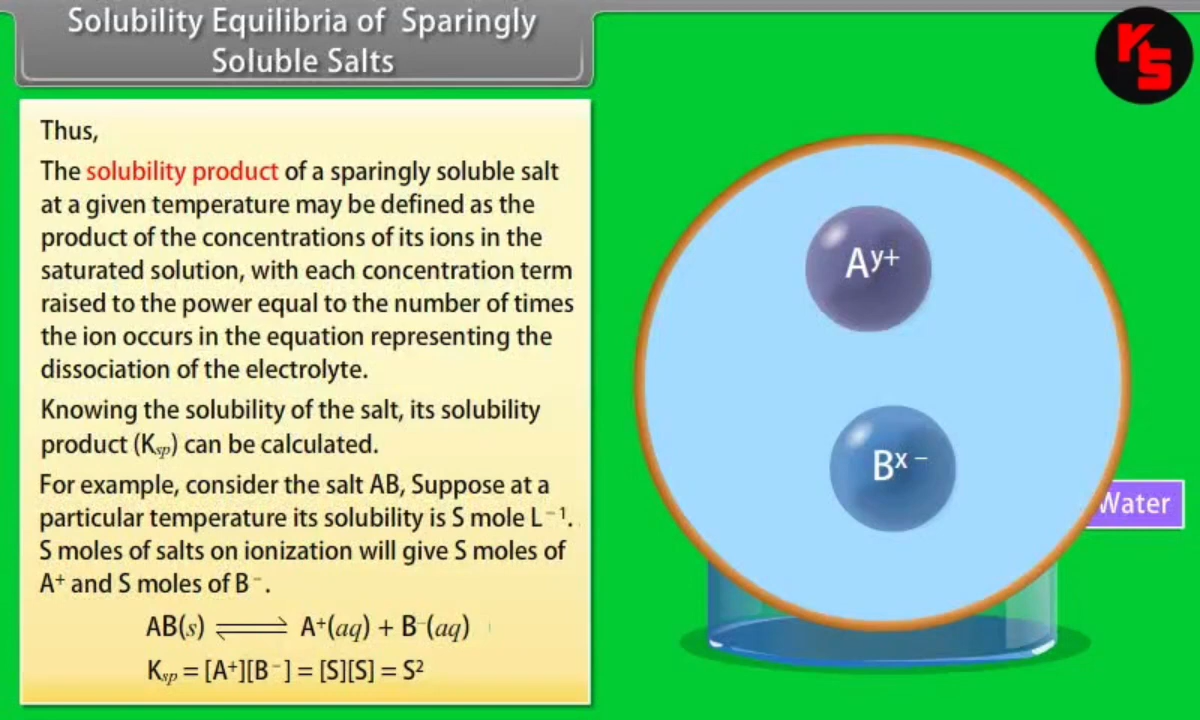 Solubility Equilibria of Sparingly
Soluble Salts
KS
Thus,
The solubility product of a sparingly soluble salt
at a given temperature may be defined as the
product of the concentrations of its ions in the
saturated solution, with each concentration term
raised to the power equal to the number of times
the ion occurs in the equation representing the
dissociation of the electrolyte.
Knowing the solubility of the salt, its solubility
product (Kₛₚ) can be calculated.
For example, consider the salt AB, Suppose at a
particular temperature its solubility is S mole L⁻¹.
S moles of salts on ionization will give S moles of
A⁺ and S moles of B⁻.
AB(s) ⇌ A⁺(aq) + B⁻(aq)
Kₛₚ = [A⁺][B⁻] = [S][S] = S²
Aʸ⁺
Bˣ⁻
Water